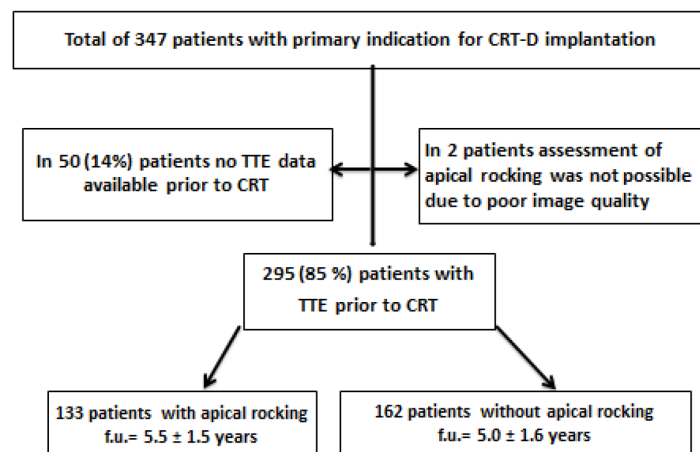 Total of 347 patients with primary indication for CRT-D implantation
In 50 (14%) patients no TTE data
available prior to CRT
In 2 patients assessment of
apical rocking was not possible
due to poor image quality
295 (85 %) patients with
TTE prior to CRT
133 patients with apical rocking
f.u.= 5.5 ± 1.5 years
162 patients without apical rocking
f.u.= 5.0 ± 1.6 years